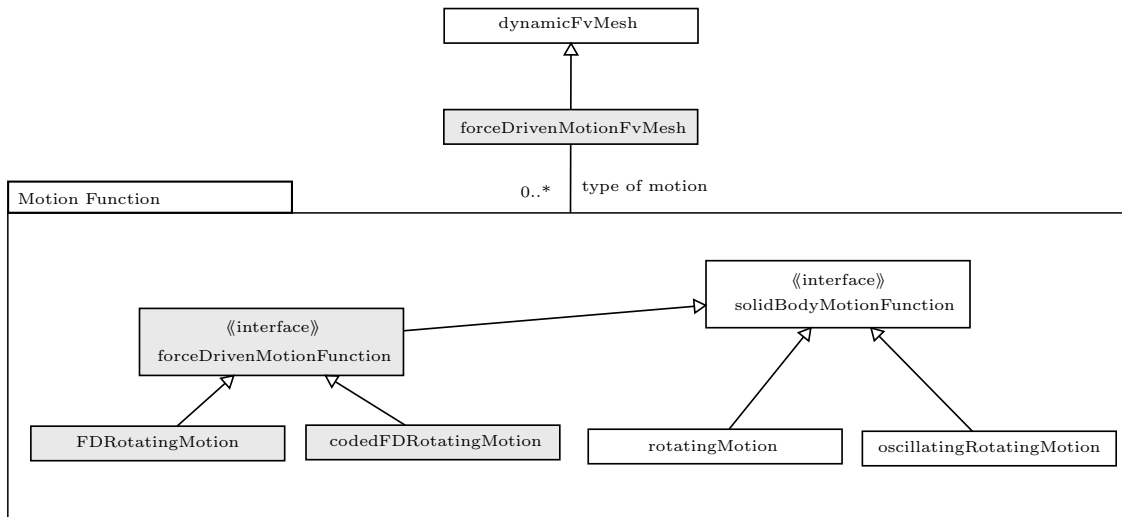 dynamicFvMesh
forceDrivenMotionFvMesh
0..*
type of motion
Motion Function
⟪interface⟫
solidBodyMotionFunction
⟪interface⟫
forceDrivenMotionFunction
FDRotatingMotion
codedFDRotatingMotion
rotatingMotion
oscillatingRotatingMotion